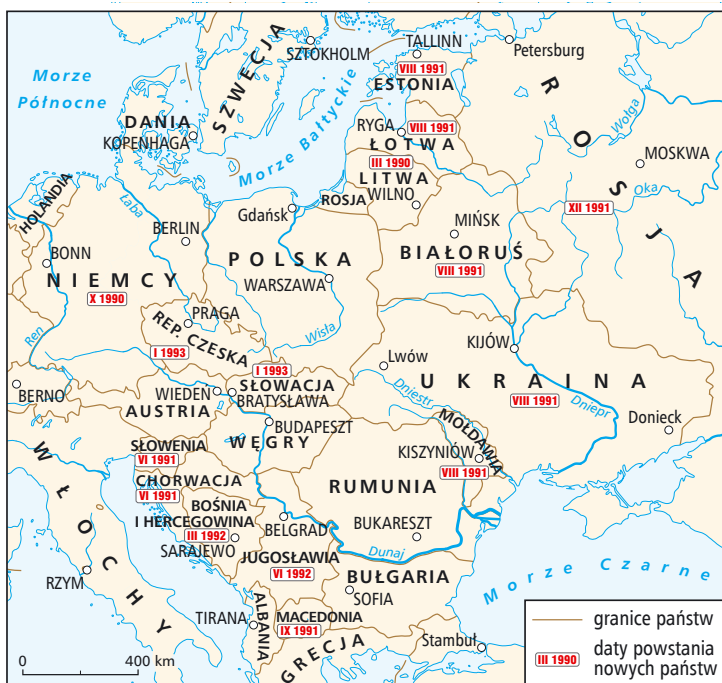 SZTOKHOLM
TALLINN
VIII 1991
ESTONIA
Petersburg
Morze
Północne
SZWECJA
DANIA
KOPENHAGA
Morze Bałtyckie
RYGA
VIII 1991
ŁOTWA
III 1990
LITWA
WILNO
ROSJA
ROSJA
Wołga
MOSKWA
Oka
XII 1991
HOLANDIA
Łaba
Gdańsk
BERLIN
BONN
NIEMCY
X 1990
POLSKA
WARSZAWA
MIŃSK
BIAŁORUŚ
VIII 1991
Ren
PRAGA
REP. CZESKA
I 1993
Wisła
KIJÓW
Lwów
I 1993
SŁOWACJA
BRATYSŁAWA
BERNO
WIEDEŃ
AUSTRIA
UKRAINA
VIII 1991
Dniestr
Dniepr
Donieck
BUDAPESZT
WĘGRY
MOŁDAWIA
KISZYNIÓW
VIII 1991
SŁOWENIA
VI 1991
CHORWACJA
VI 1991
BOŚNIA
I HERCEGOWINA
III 1992
SARAJEWO
RUMUNIA
BELGRAD
BUKARESZT
Dunaj
JUGOSŁAWIA
VI 1992
WŁOCHY
RZYM
BUŁGARIA
SOFIA
Morze Czarne
TIRANA
ALBANIA
MACEDONIA
IX 1991
GRECJA
Stambuł
0 400 km
granice państw
III 1990
daty powstania
nowych państw